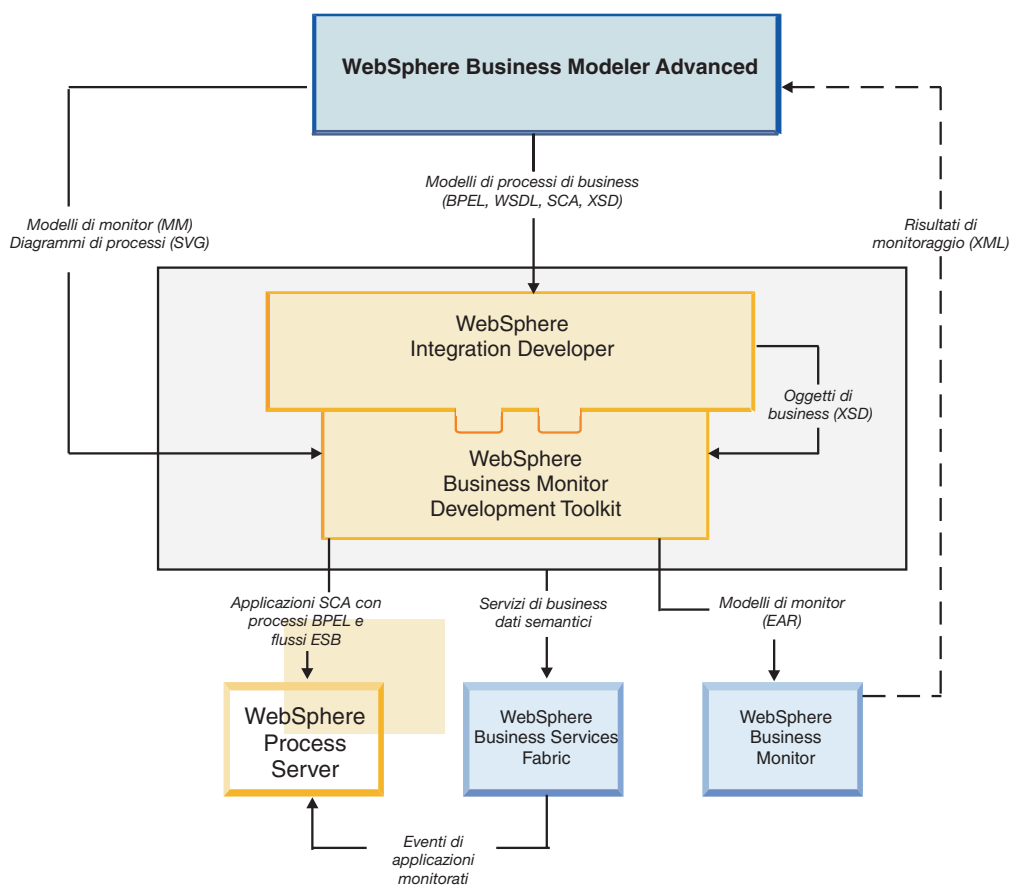 WebSphere Business Modeler Advanced
Modelli di processi di business
(BPEL, WSDL, SCA, XSD)
Modelli di monitor (MM)
Diagrammi di processi (SVG)
Risultati di
monitoraggio (XML)
WebSphere
Integration Developer
Oggetti di
business (XSD)
WebSphere
Business Monitor
Development Toolkit
Applicazioni SCA con
processi BPEL e
flussi ESB
Servizi di business
dati semantici
Modelli di monitor
(EAR)
WebSphere
Process
Server
WebSphere
Business Services
Fabric
WebSphere
Business
Monitor
Eventi di
applicazioni
monitorati